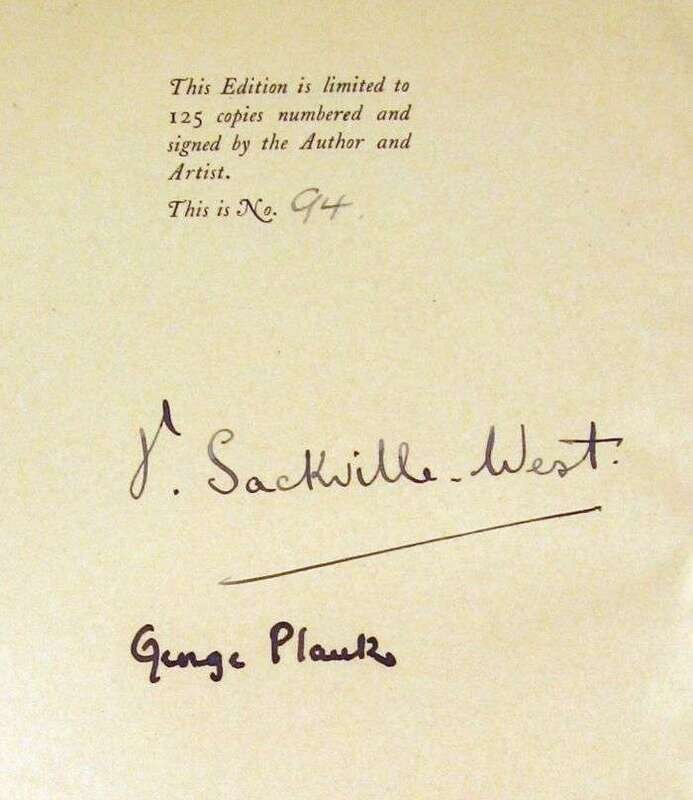 This Edition is limited to
125 copies numbered and
signed by the Author and
Artist.
This is No. 94.
V. Sackville-West.
George Plank